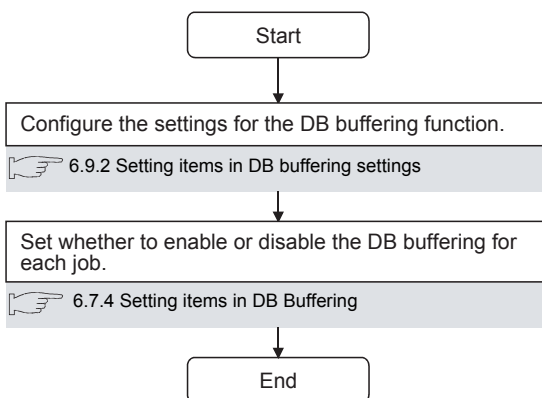 Start
Configure the settings for the DB buffering function.
6.9.2 Setting items in DB buffering settings
Set whether to enable or disable the DB buffering for
each job.
6.7.4 Setting items in DB Buffering
End